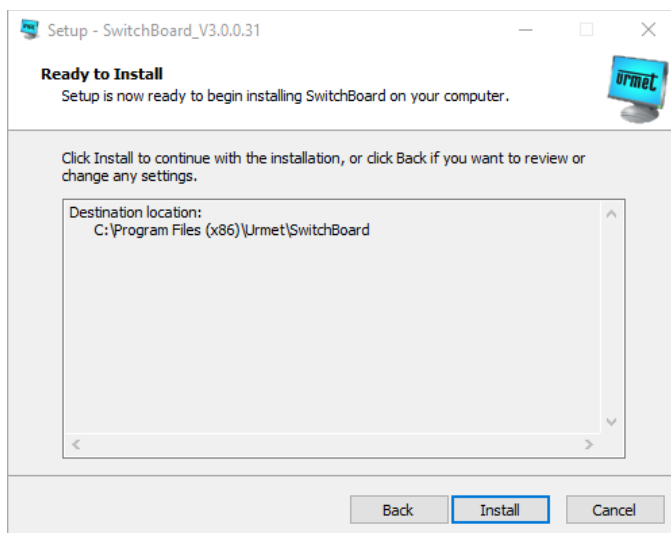 Setup - SwitchBoard_V3.0.0.31
Ready to Install
Setup is now ready to begin installing SwitchBoard on your computer.
urmet
Click Install to continue with the installation, or click Back if you want to review or
change any settings.
Destination location:
C:\Program Files (x86)\Urmet\SwitchBoard
Back
Install
Cancel